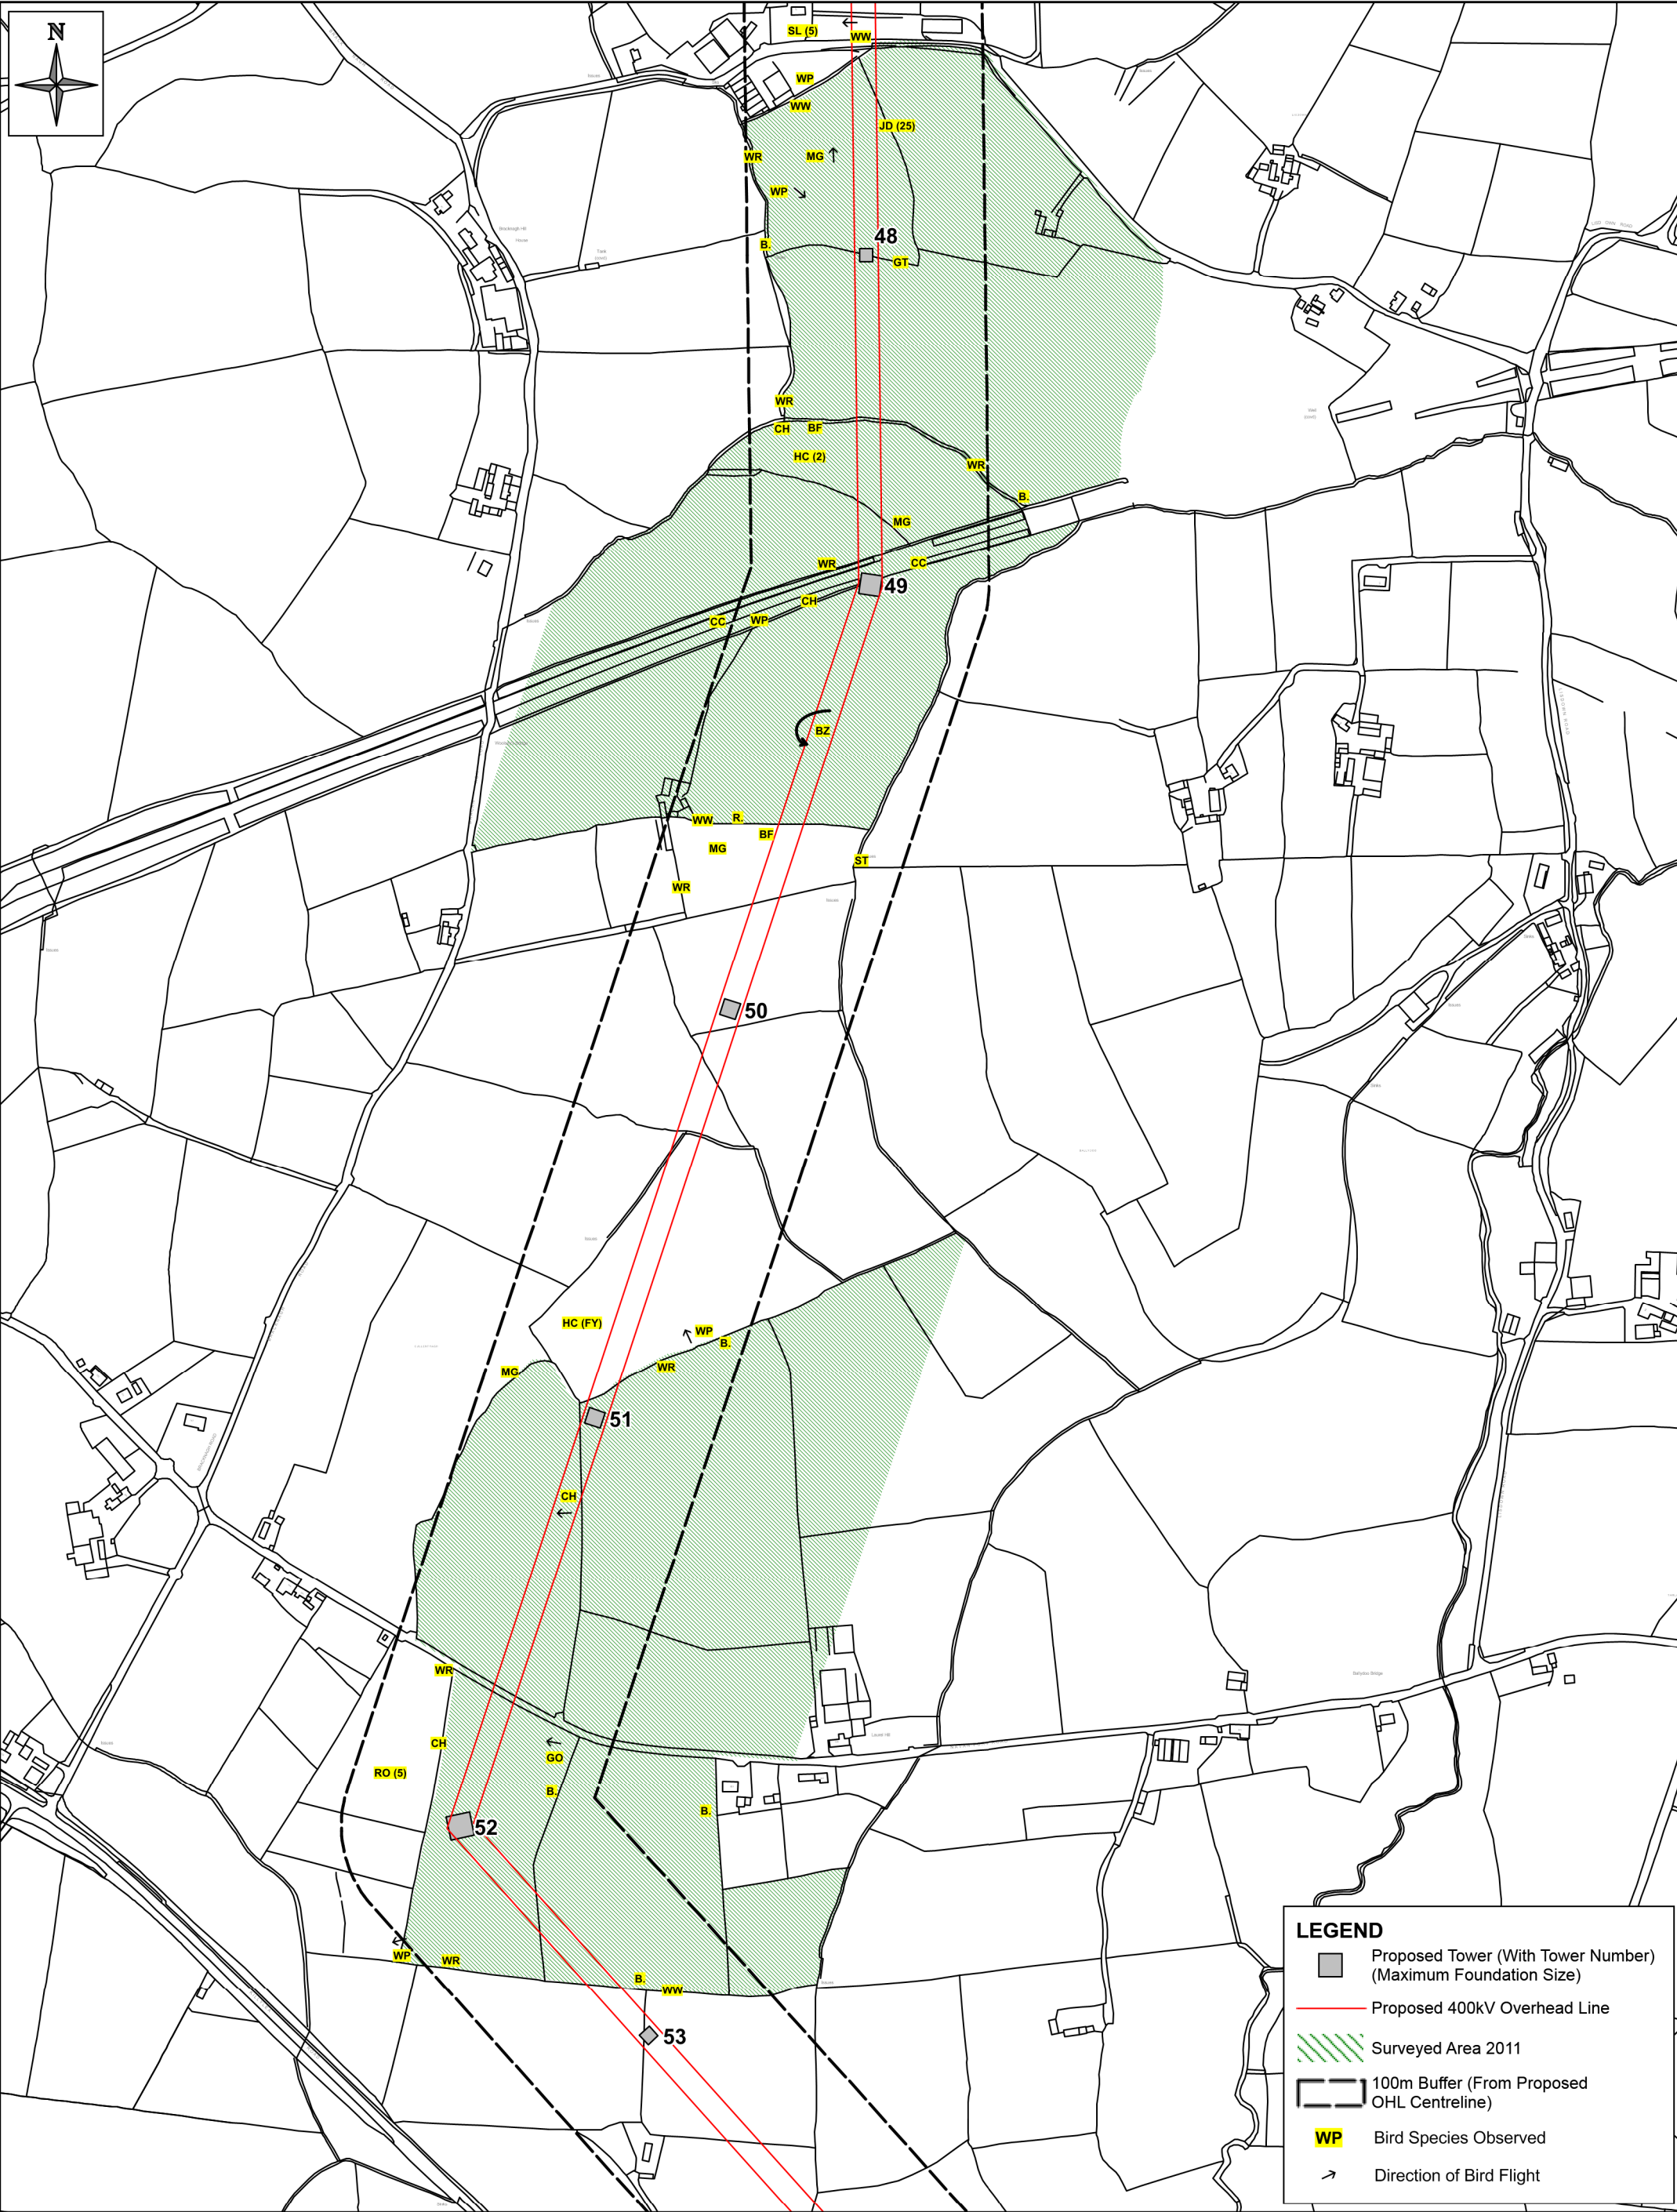 N
SL (5)
WW
WP
WW
JD (25)
WR
MG
WP
B.
48
GT
WR
CH
BF
HC (2)
WR
B.
MG
WR
CC
49
CH
CC
WP
BZ
WW
R.
BF
MG
ST
WR
50
HC (FY)
WP
B.
WR
MG
51
CH
WR
CH
GO
RO (5)
B.
B.
52
WP
WR
B.
WW
53
LEGEND
Proposed Tower (With Tower Number)
(Maximum Foundation Size)
Proposed 400kV Overhead Line
Surveyed Area 2011
100m Buffer (From Proposed
OHL Centreline)
WP Bird Species Observed
Direction of Bird Flight